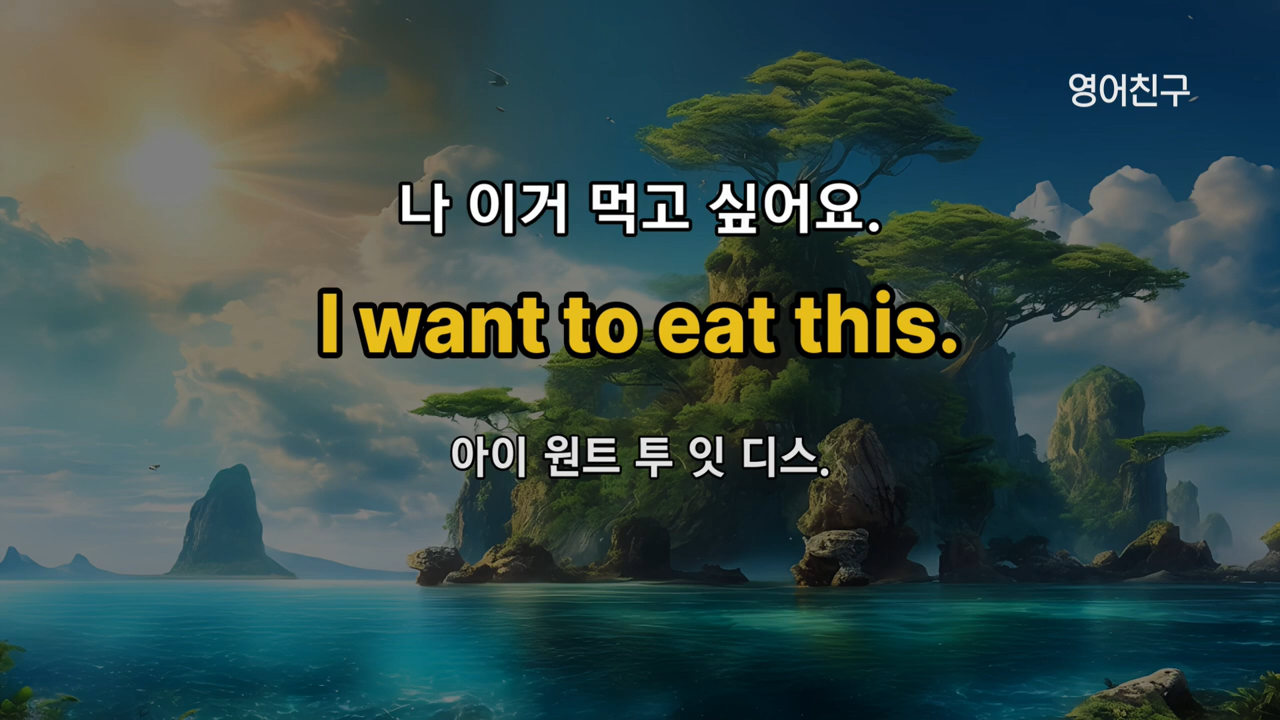 영어친구
나 이거 먹고 싶어요.
I want to eat this.
아이 원트 투 잇 디스.